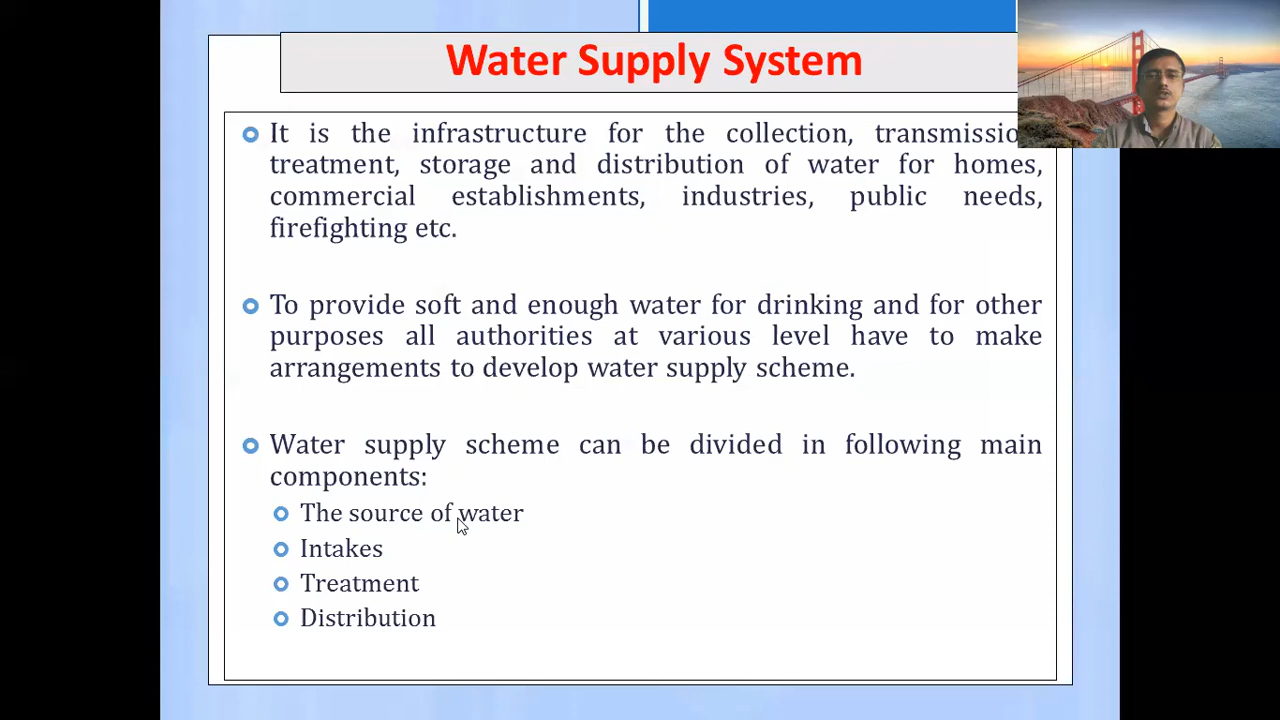 Water Supply System
It is the infrastructure for the collection, transmissio
treatment, storage and distribution of water for homes,
commercial establishments, industries, public needs,
firefighting etc.
To provide soft and enough water for drinking and for other
purposes all authorities at various level have to make
arrangements to develop water supply scheme.
Water supply scheme can be divided in following main
components:
The source of water
Intakes
Treatment
Distribution